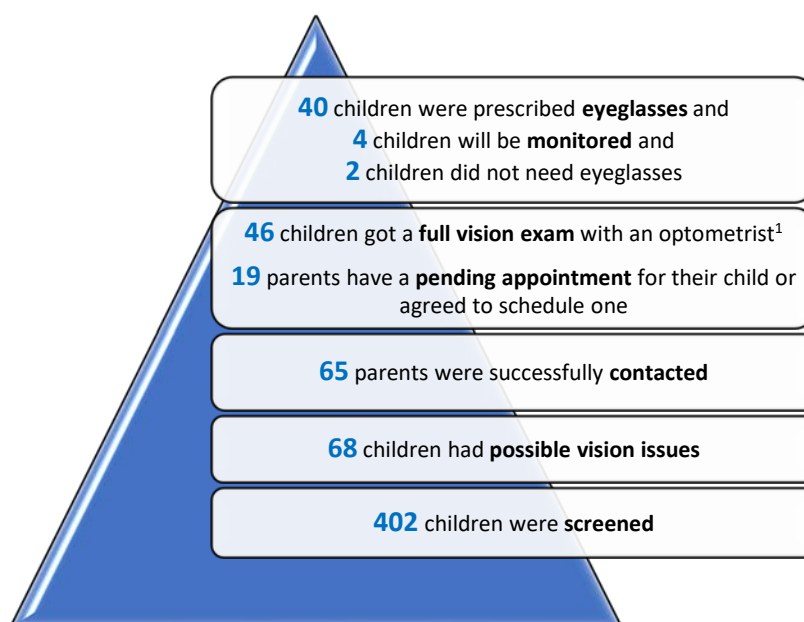 40 children were prescribed eyeglasses and
4 children will be monitored and
2 children did not need eyeglasses
46 children got a full vision exam with an optometrist¹
19 parents have a pending appointment for their child or
agreed to schedule one
65 parents were successfully contacted
68 children had possible vision issues
402 children were screened